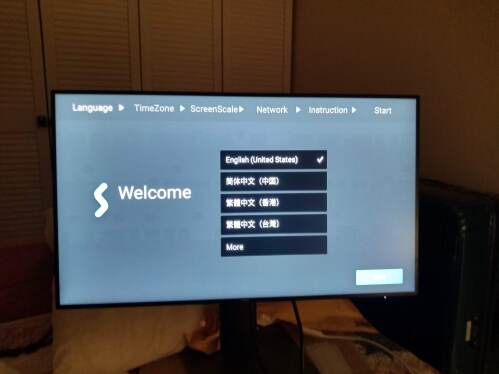 Language TimeZone ScreenScale Network Instruction Start
Welcome
English (United States)
简体中文（中国）
繁體中文（香港）
繁體中文（台灣）
More